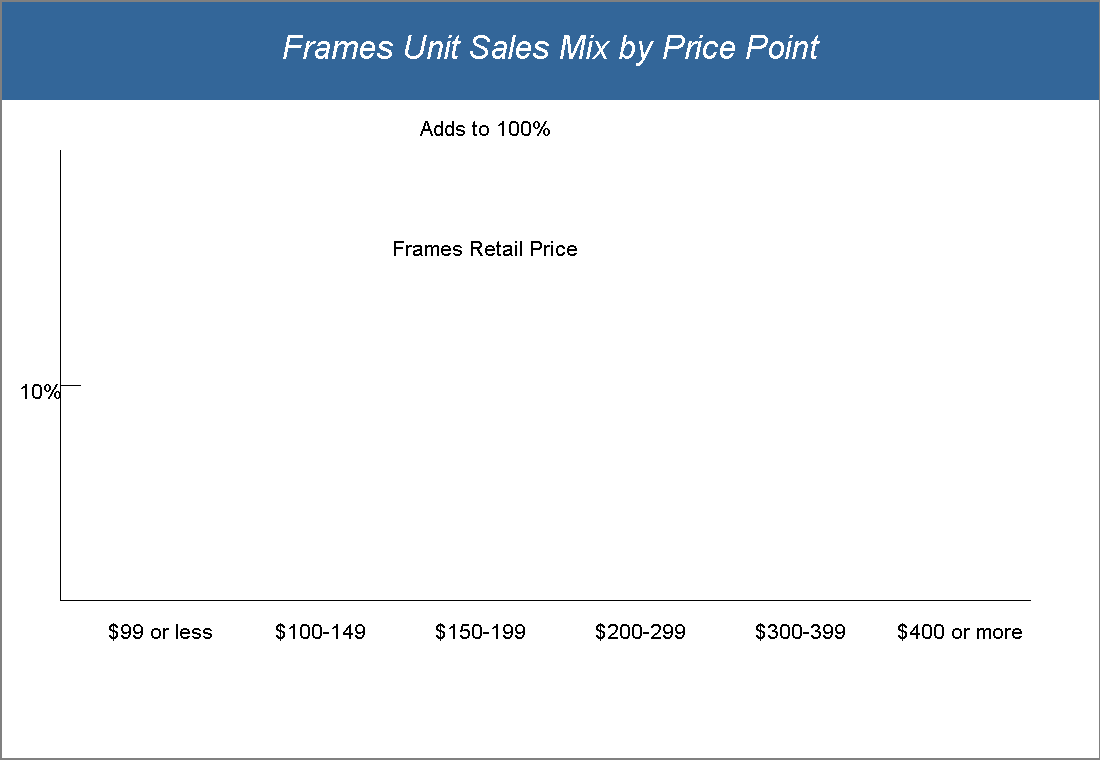 Frames Unit Sales Mix by Price Point
Adds to 100%
Frames Retail Price
10%
$99 or less
$100-149
$150-199
$200-299
$300-399
$400 or more